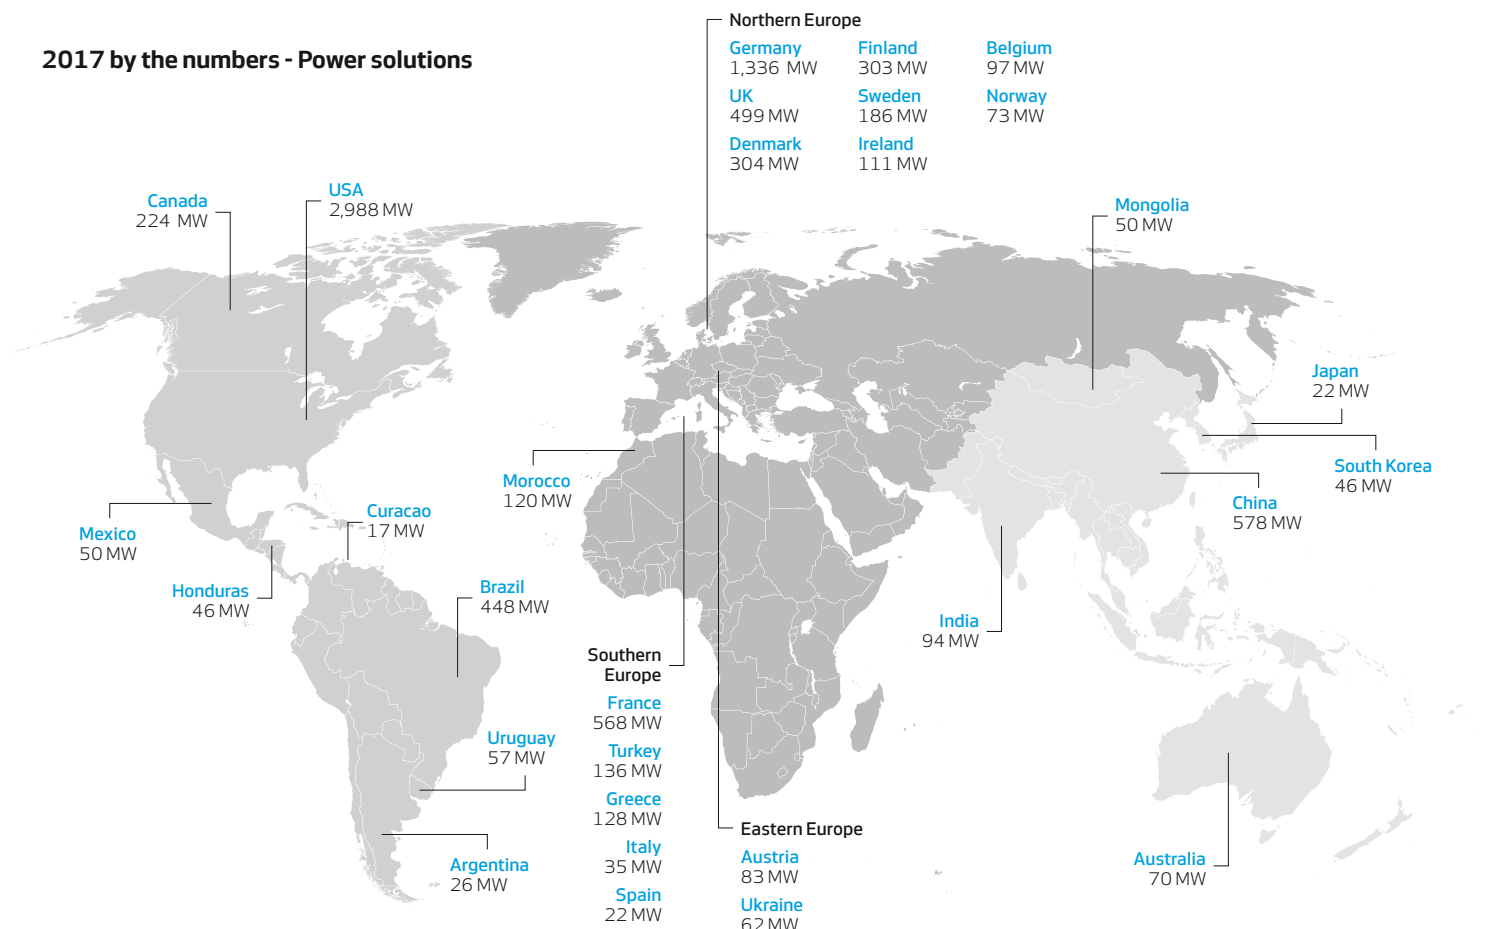 2017 by the numbers - Power solutions
Northern Europe
Germany
1,336 MW
UK
499 MW
Denmark
304 MW
Finland
303 MW
Sweden
186 MW
Ireland
111 MW
Belgium
97 MW
Norway
73 MW
Canada
224 MW
USA
2,988 MW
Mongolia
50 MW
Japan
22 MW
South Korea
46 MW
China
578 MW
Morocco
120 MW
Mexico
50 MW
Curacao
17 MW
Honduras
46 MW
Brazil
448 MW
India
94 MW
Southern
Europe
France
568 MW
Turkey
136 MW
Greece
128 MW
Italy
35 MW
Spain
22 MW
Uruguay
57 MW
Argentina
26 MW
Eastern Europe
Austria
83 MW
Ukraine
62 MW
Australia
70 MW